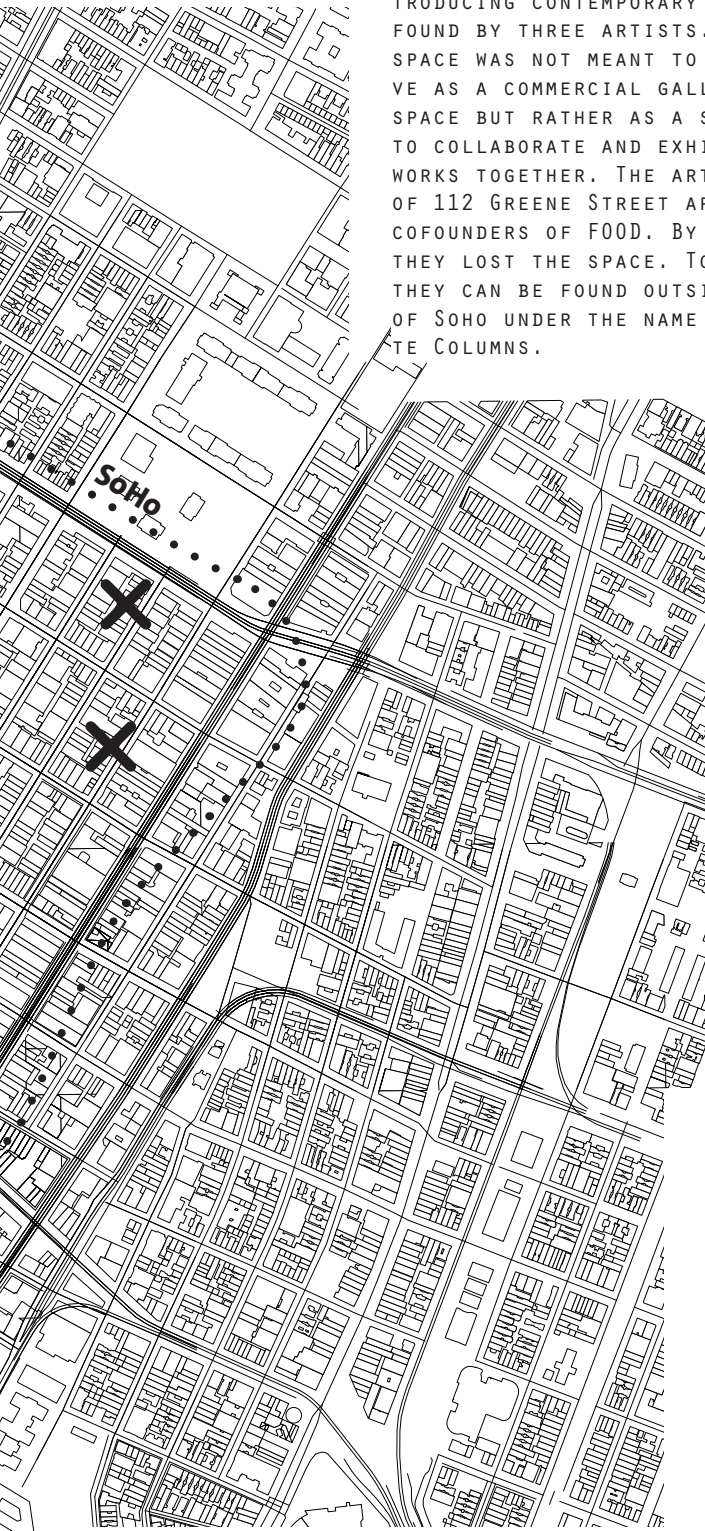 TRODUCING CONTEMPORARY
FOUND BY THREE ARTISTS.
SPACE WAS NOT MEANT TO
VE AS A COMMERCIAL GALL
SPACE BUT RATHER AS A S
TO COLLABORATE AND EXHI
WORKS TOGETHER. THE ART
OF 112 GREENE STREET AR
COFOUNDERS OF FOOD. BY
THEY LOST THE SPACE. TO
THEY CAN BE FOUND OUTSI
OF SOHO UNDER THE NAME
TE COLUMNS.
SoHo